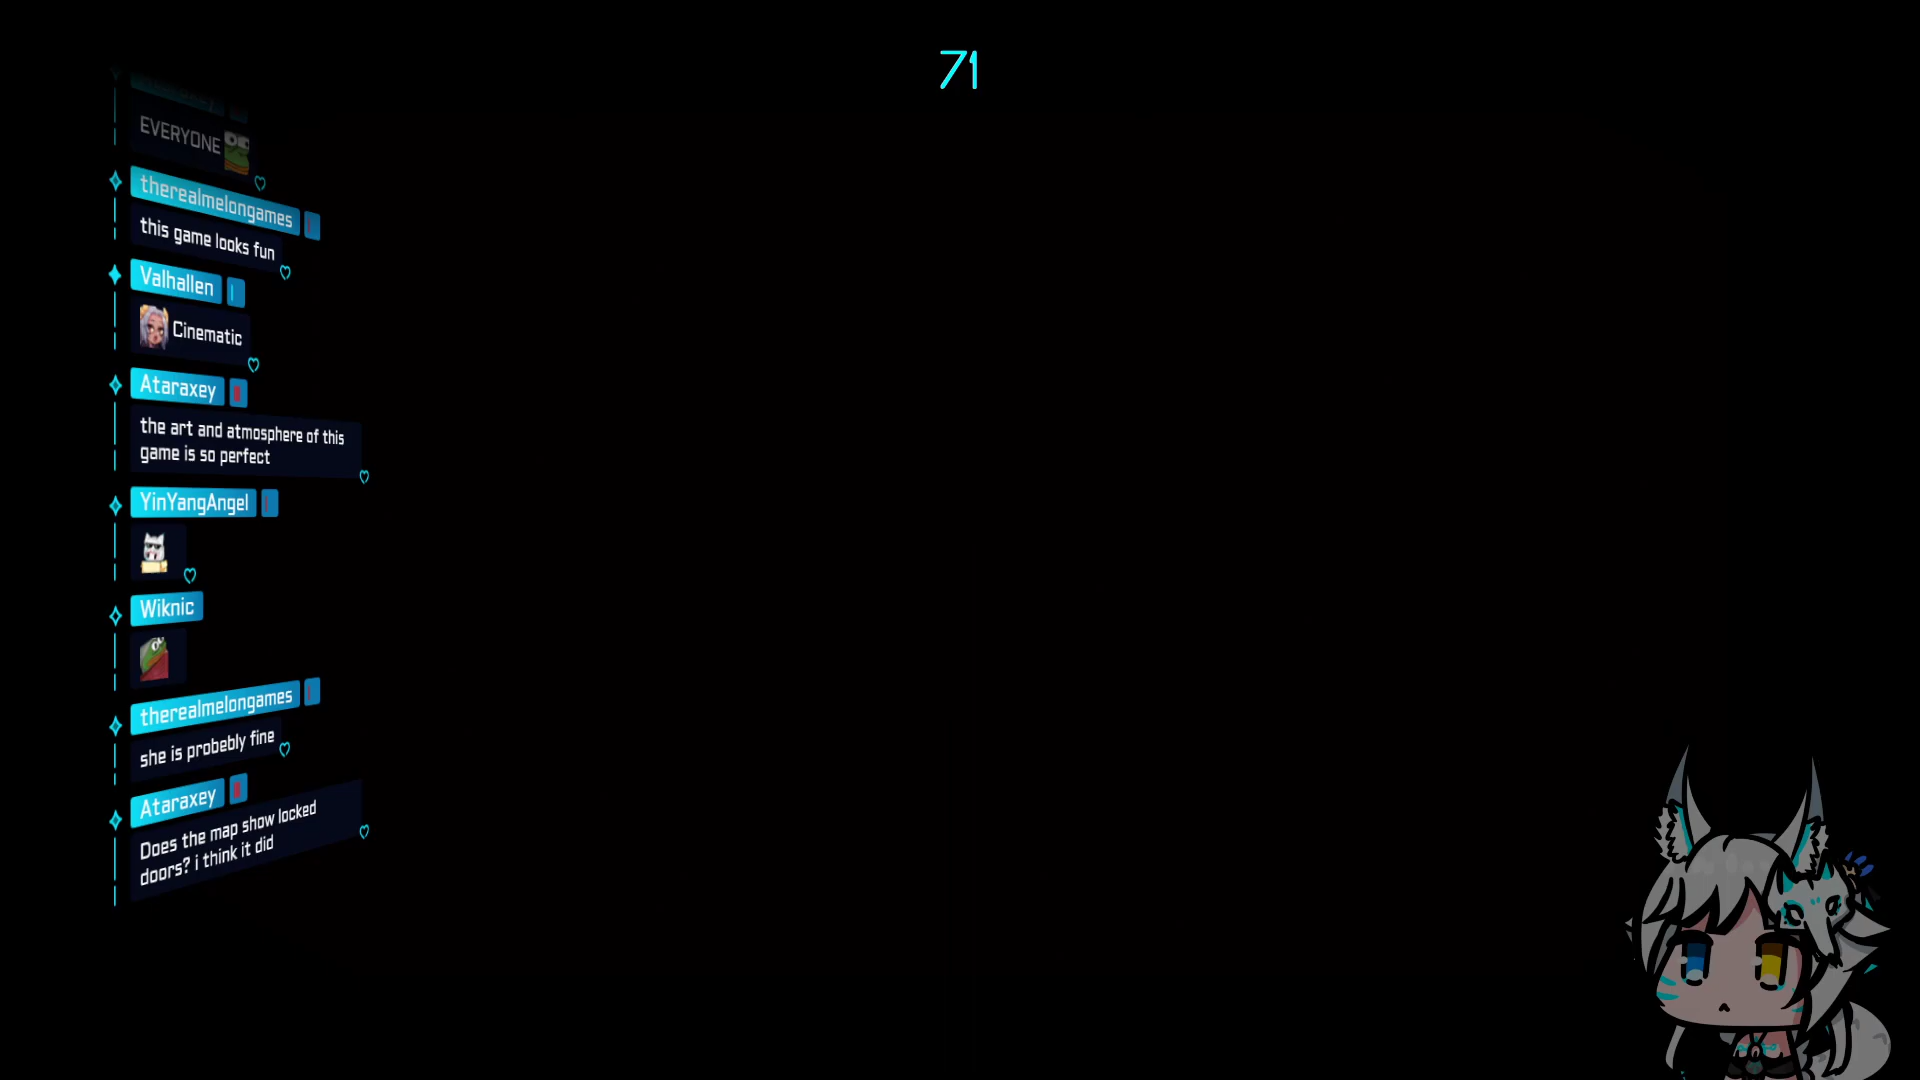 71
EVERYONE
therealmelongames
this game looks fun
Valhallen
Cinematic
Ataraxey
the art and atmosphere of this
game is so perfect
YinYangAngel
Wiknic
therealmelongames
she is probebly fine
Ataraxey
Does the map show locked
doors? i think it did